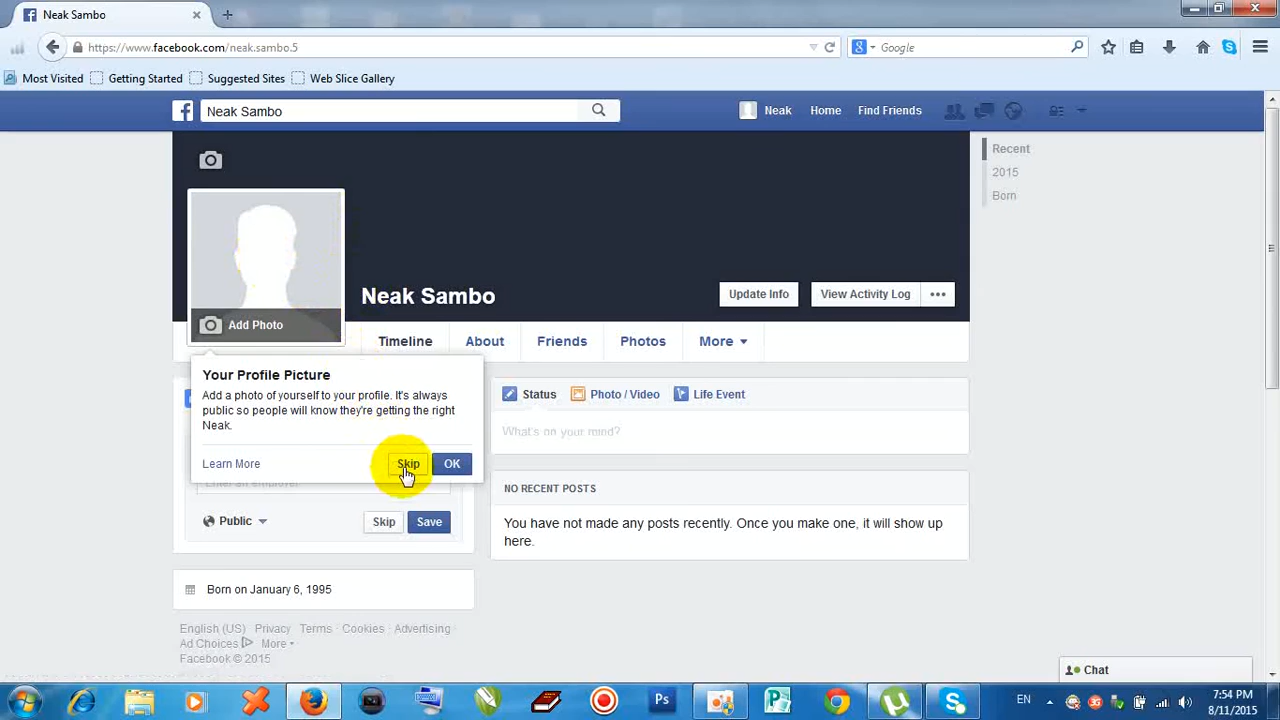 Neak Sambo
https://www.facebook.com/neak.sambo.5
Google
Most Visited
Getting Started
Suggested Sites
Web Slice Gallery
Neak Sambo
Neak
Home
Find Friends
Recent
2015
Born
Add Photo
Neak Sambo
Update Info
View Activity Log
Timeline
About
Friends
Photos
More
Your Profile Picture
Add a photo of yourself to your profile. It's always
public so people will know they're getting the right
Neak.
Learn More
Skip
OK
Status
Photo / Video
Life Event
What's on your mind?
NO RECENT POSTS
You have not made any posts recently. Once you make one, it will show up
here.
Enter an employer
Public
Skip
Save
Born on January 6, 1995
English (US) · Privacy · Terms · Cookies · Advertising ·
Ad Choices · More
Facebook © 2015
Chat
Ps
EN
7:54 PM
8/11/2015